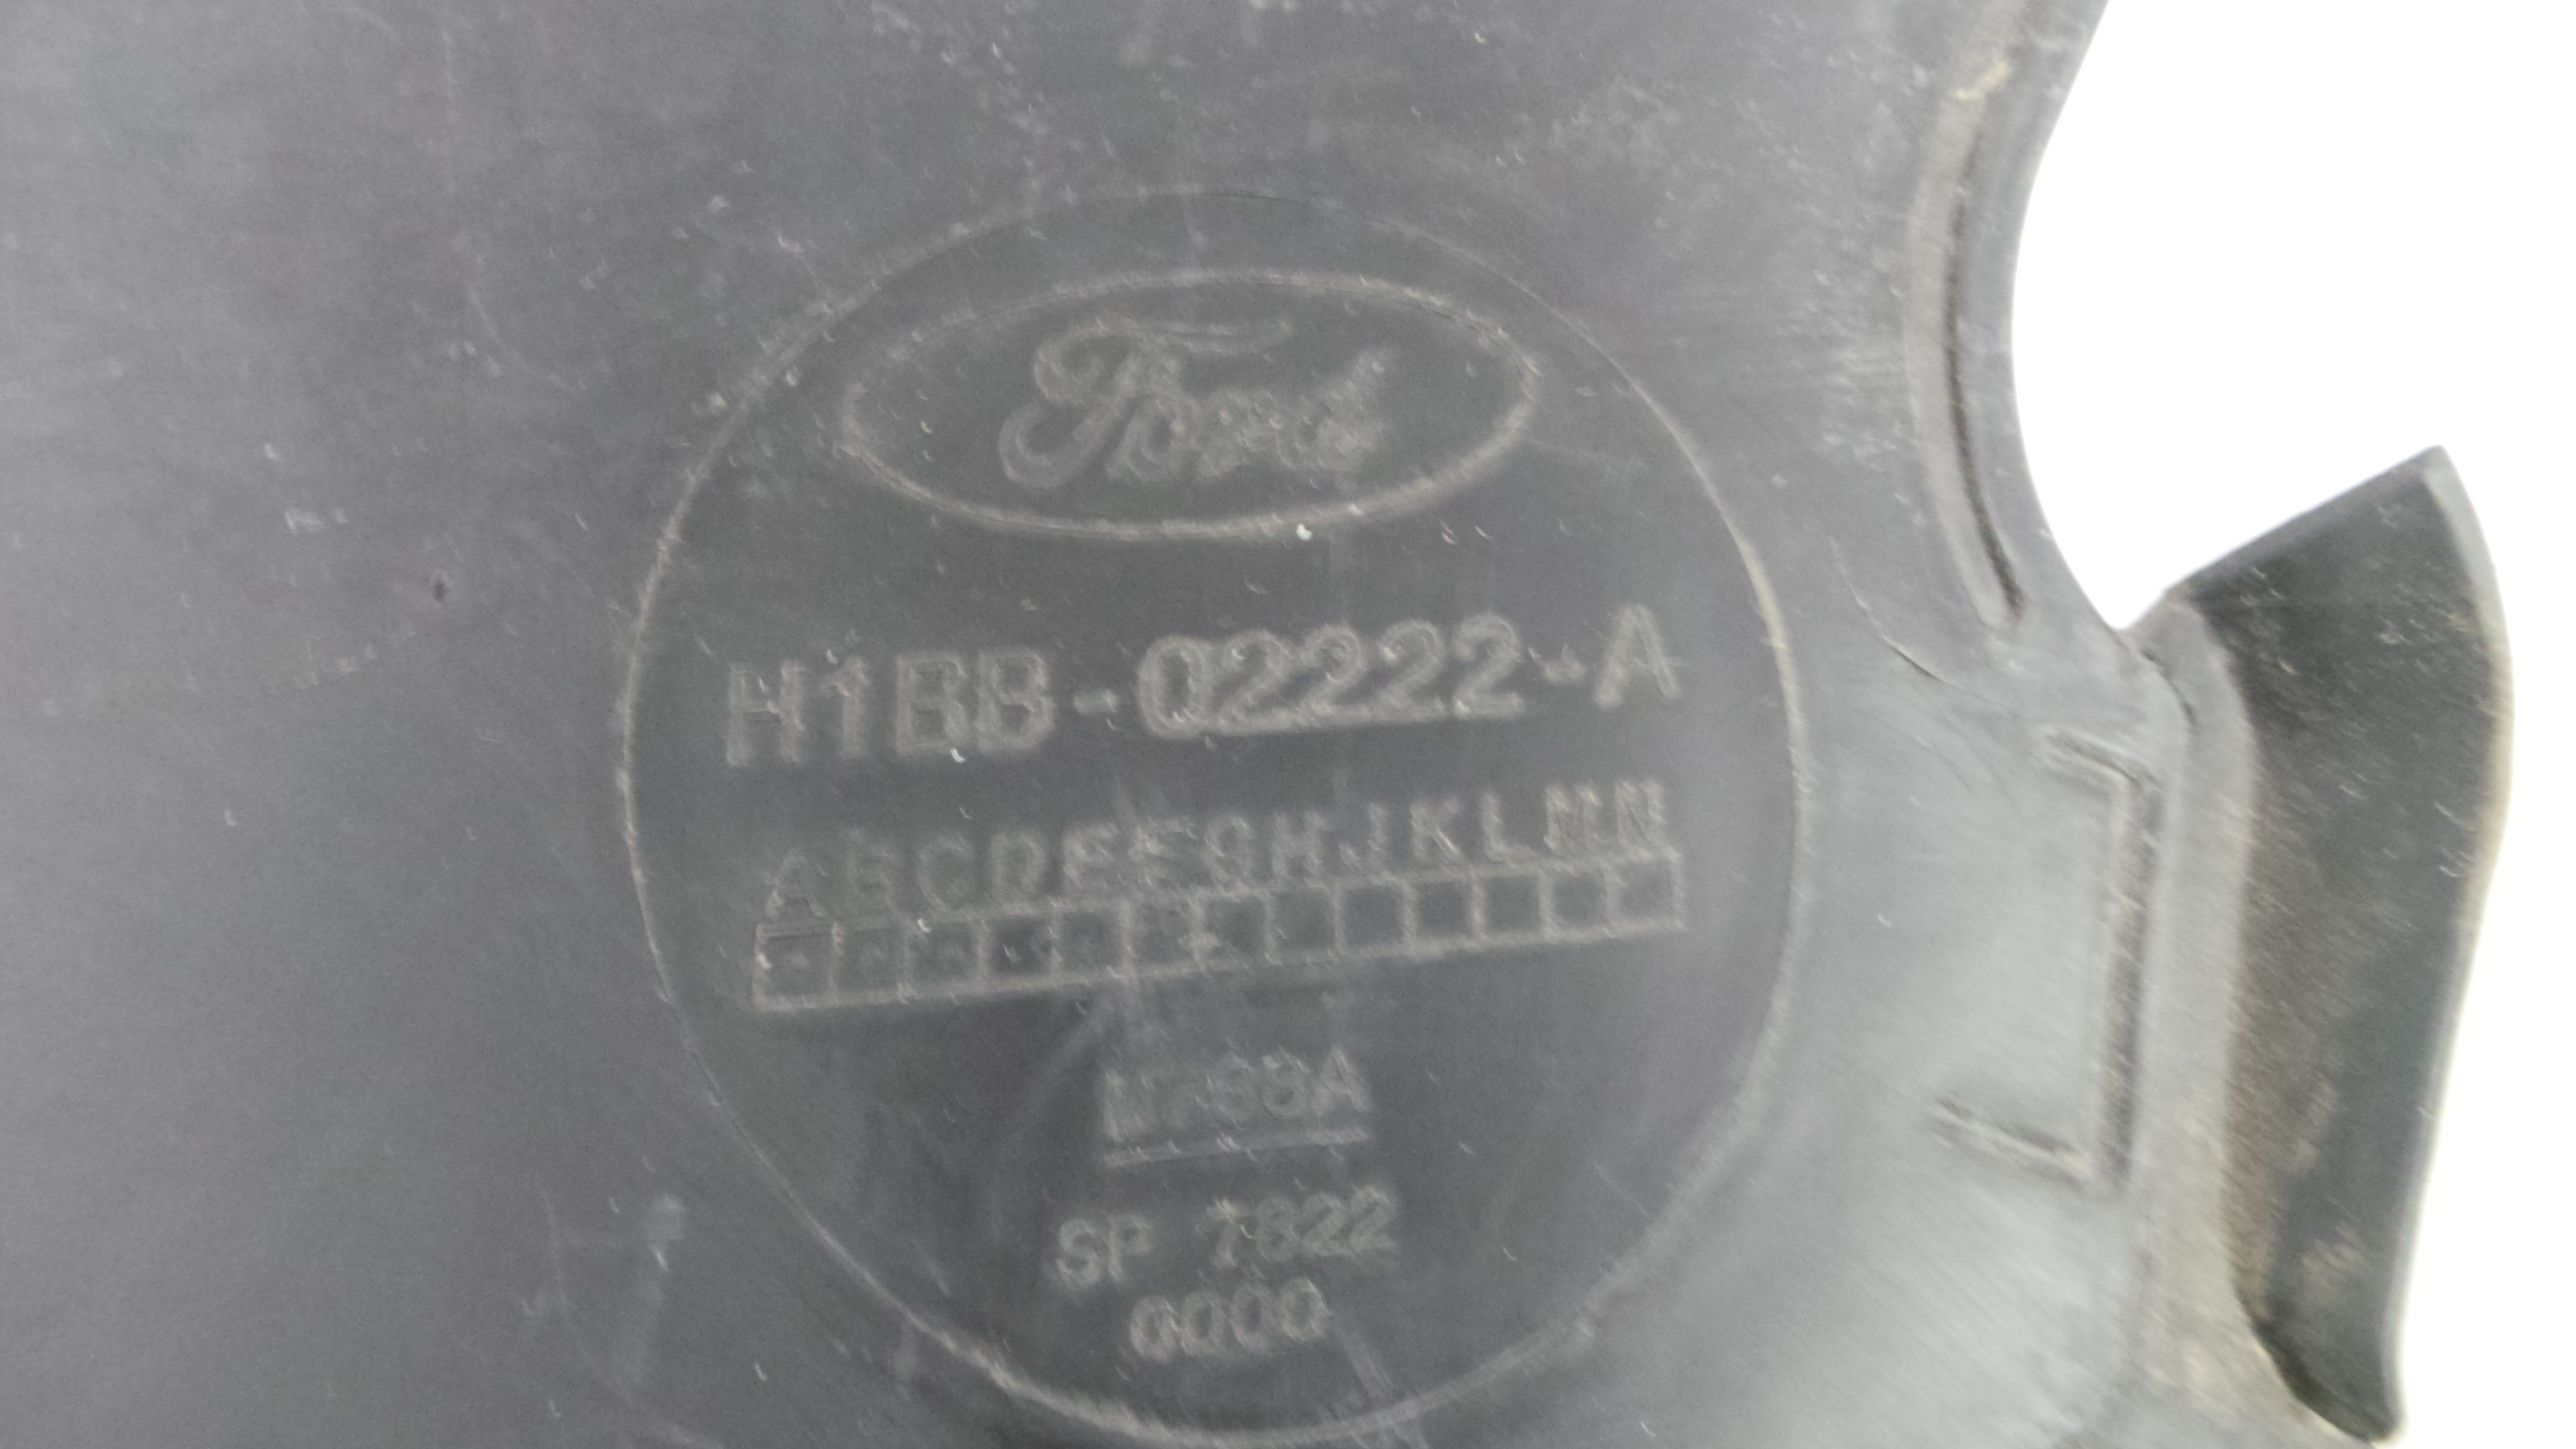 Ford
H1BB-02222-A
ABCDEFGHJKLMN
SP 7822
0000